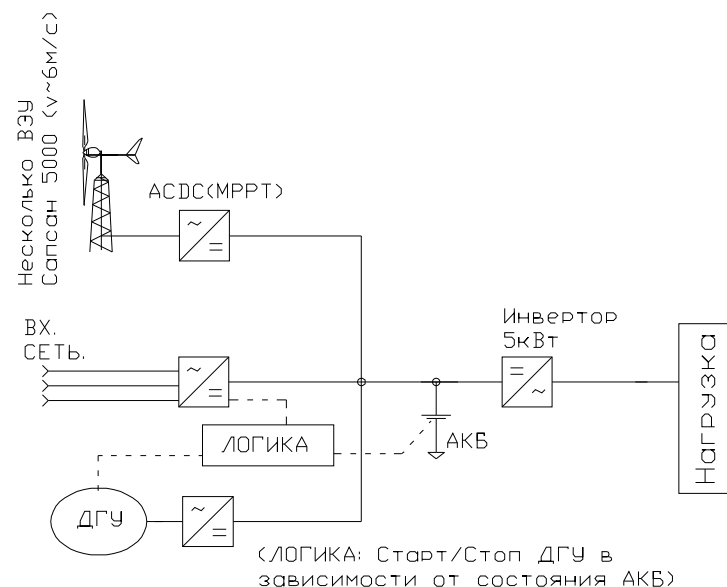 Несколько ВЭУ
Сапсан 5000 (v~6м/с)
ACDC(МРРТ)
ВХ.
СЕТЬ.
Инвертор
5кВт
Нагрузка
ЛОГИКА
АКБ
ДГУ
(ЛОГИКА: Старт/Стоп ДГУ в
зависимости от состояния АКБ)